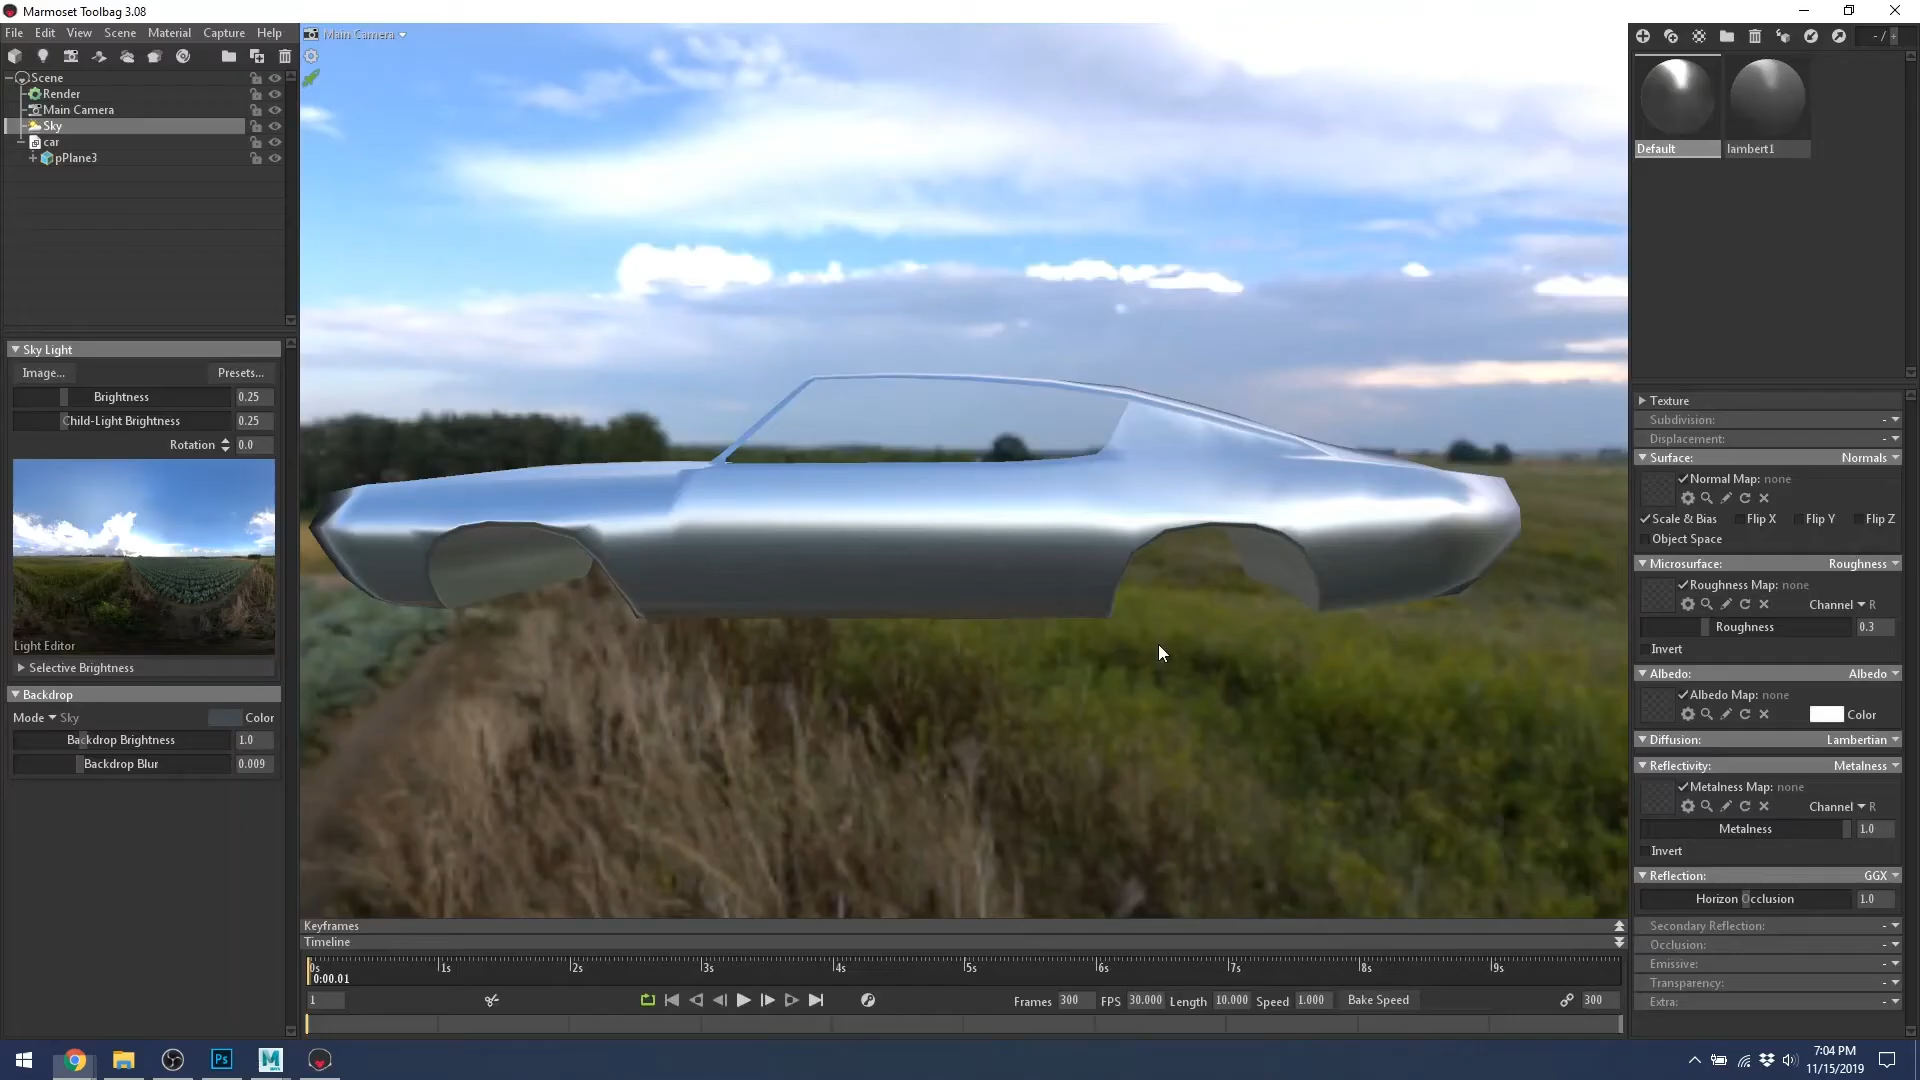 Marmoset Toolbag 3.08
File Edit View Scene Material Capture Help
Main Camera
Scene
Render
Main Camera
Sky
car
pPlane3
Sky Light
Image... Presets...
Brightness 0.25
Child-Light Brightness 0.25
Rotation 0.0
Light Editor
Selective Brightness
Backdrop
Mode Sky Color
Backdrop Brightness 1.0
Backdrop Blur 0.009
- / +
Default lambert1
Texture
Subdivision: -
Displacement: -
Surface: Normals
Normal Map: none
Scale & Bias Flip X Flip Y Flip Z
Object Space
Microsurface: Roughness
Roughness Map: none
Channel R
Roughness 0.3
Invert
Albedo: Albedo
Albedo Map: none
Color
Diffusion: Lambertian
Reflectivity: Metalness
Metalness Map: none
Channel R
Metalness 1.0
Invert
Reflection: GGX
Horizon Occlusion 1.0
Secondary Reflection: -
Occlusion: -
Emissive: -
Transparency: -
Extra: -
Keyframes
Timeline
0s 1s 2s 3s 4s 5s 6s 7s 8s 9s
0:00.01
1 Frames 300 FPS 30.000 Length 10.000 Speed 1.000 Bake Speed 300
Ps
M
7:04 PM
11/15/2019